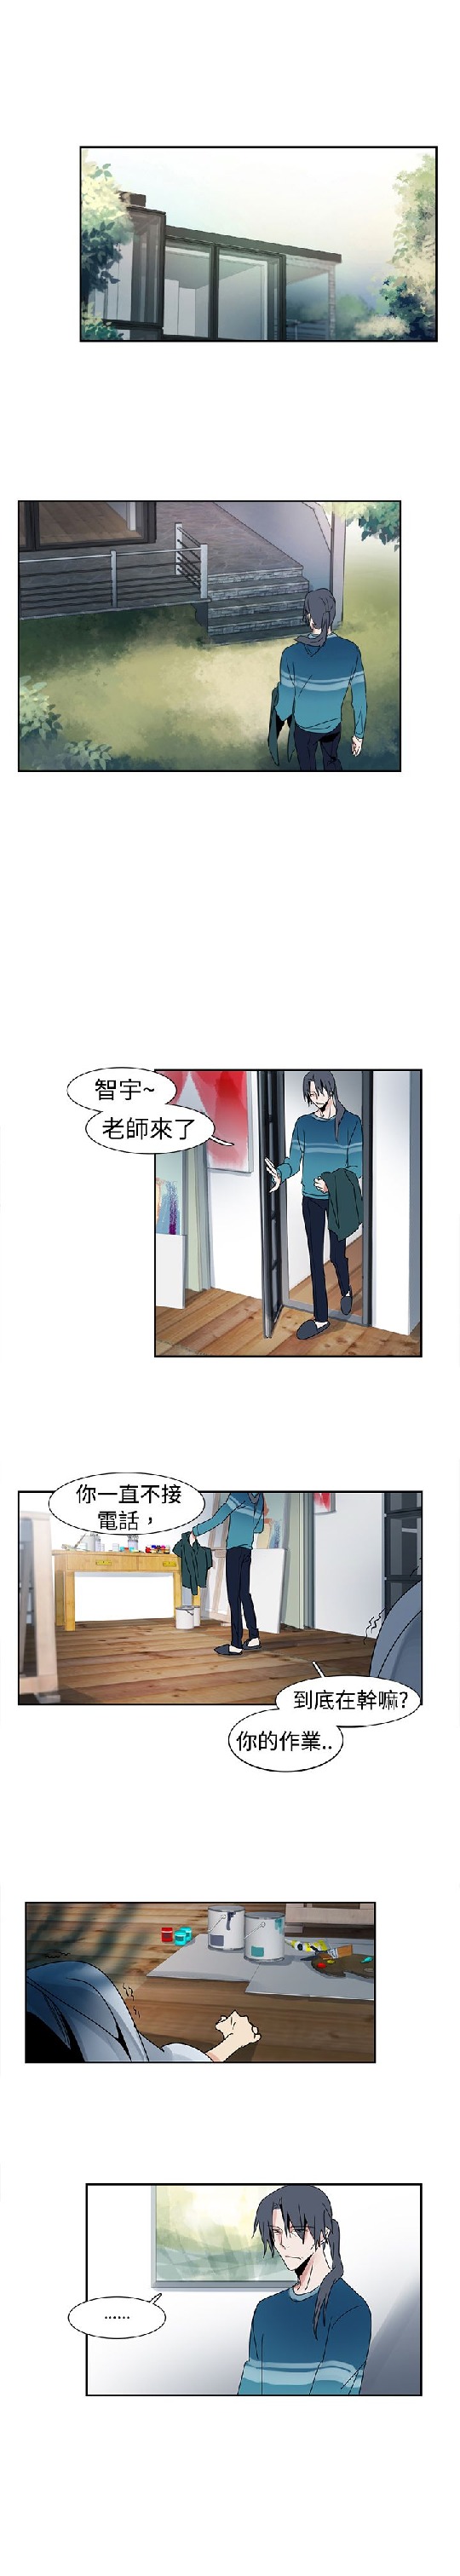 智宇~
老師來了
你一直不接
電話，
到底在幹嘛?
你的作業..
......